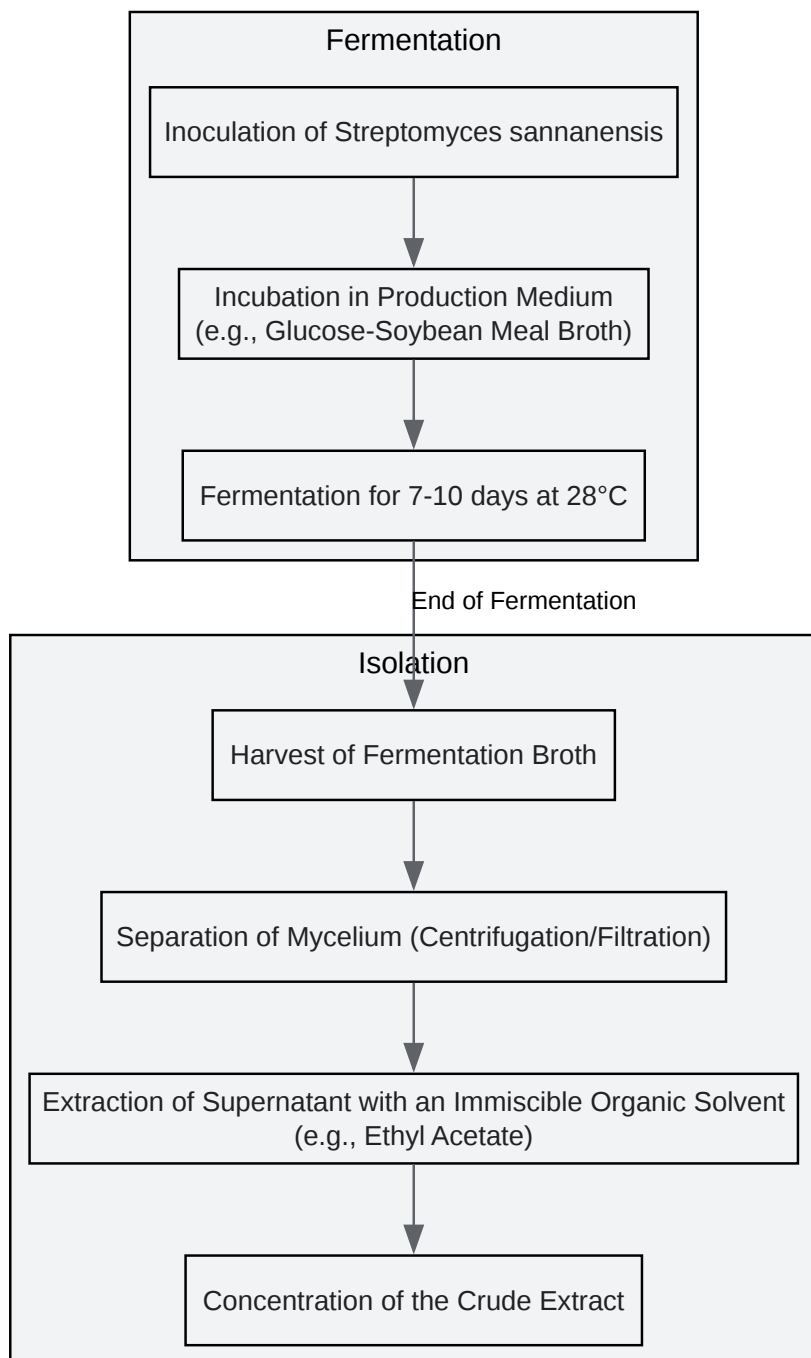 Fermentation
Inoculation of Streptomyces sannanensis
Incubation in Production Medium
(e.g., Glucose-Soybean Meal Broth)
Fermentation for 7-10 days at 28°C
End of Fermentation
Isolation
Harvest of Fermentation Broth
Separation of Mycelium (Centrifugation/Filtration)
Extraction of Supernatant with an Immiscible Organic Solvent
(e.g., Ethyl Acetate)
Concentration of the Crude Extract